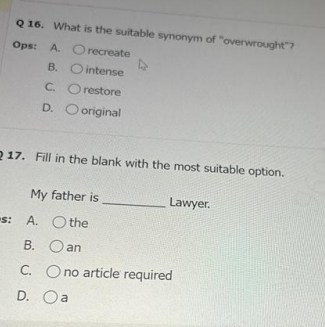 Q 16. What is the suitable synonym of "overwrought"?
Ops: A. recreate
B. intense
C. restore
D. original
17. Fill in the blank with the most suitable option.
My father is __________ Lawyer.
s: A. the
B. an
C. no article required
D. a